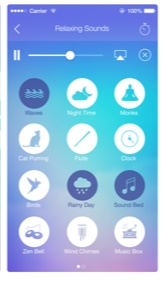 Carrier 100%
Relaxing Sounds
Waves Night Time Monks
Cat Purring Flute Clock
Birds Rainy Day Sound Bed
Zen Bell Wind Chimes Music Box